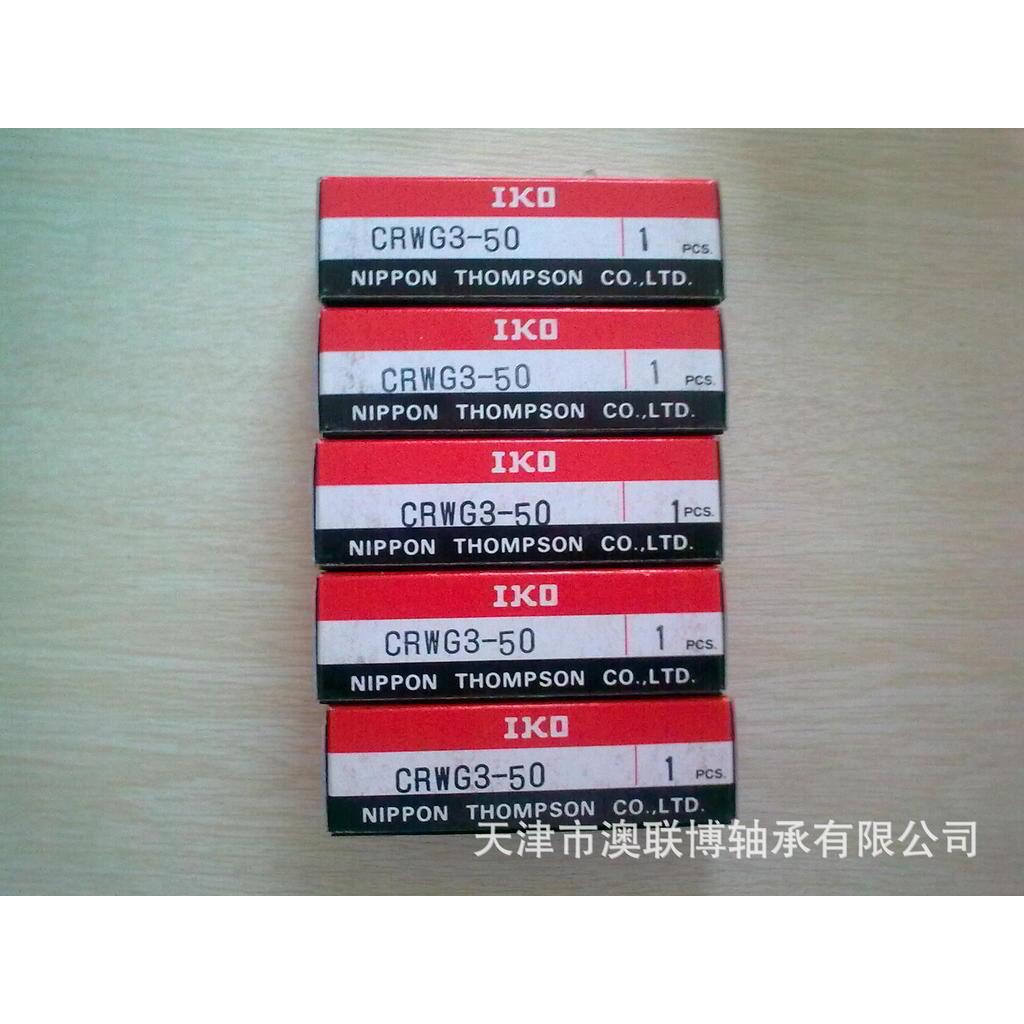 IKO
CRWG3-50 1 PCS.
NIPPON THOMPSON CO.,LTD.
IKO
CRWG3-50 1 PCS.
NIPPON THOMPSON CO.,LTD.
IKO
CRWG3-50 1 PCS.
NIPPON THOMPSON CO.,LTD.
IKO
CRWG3-50 1 PCS.
NIPPON THOMPSON CO.,LTD.
IKO
CRWG3-50 1 PCS.
NIPPON THOMPSON CO.,LTD.
天津市澳联博轴承有限公司